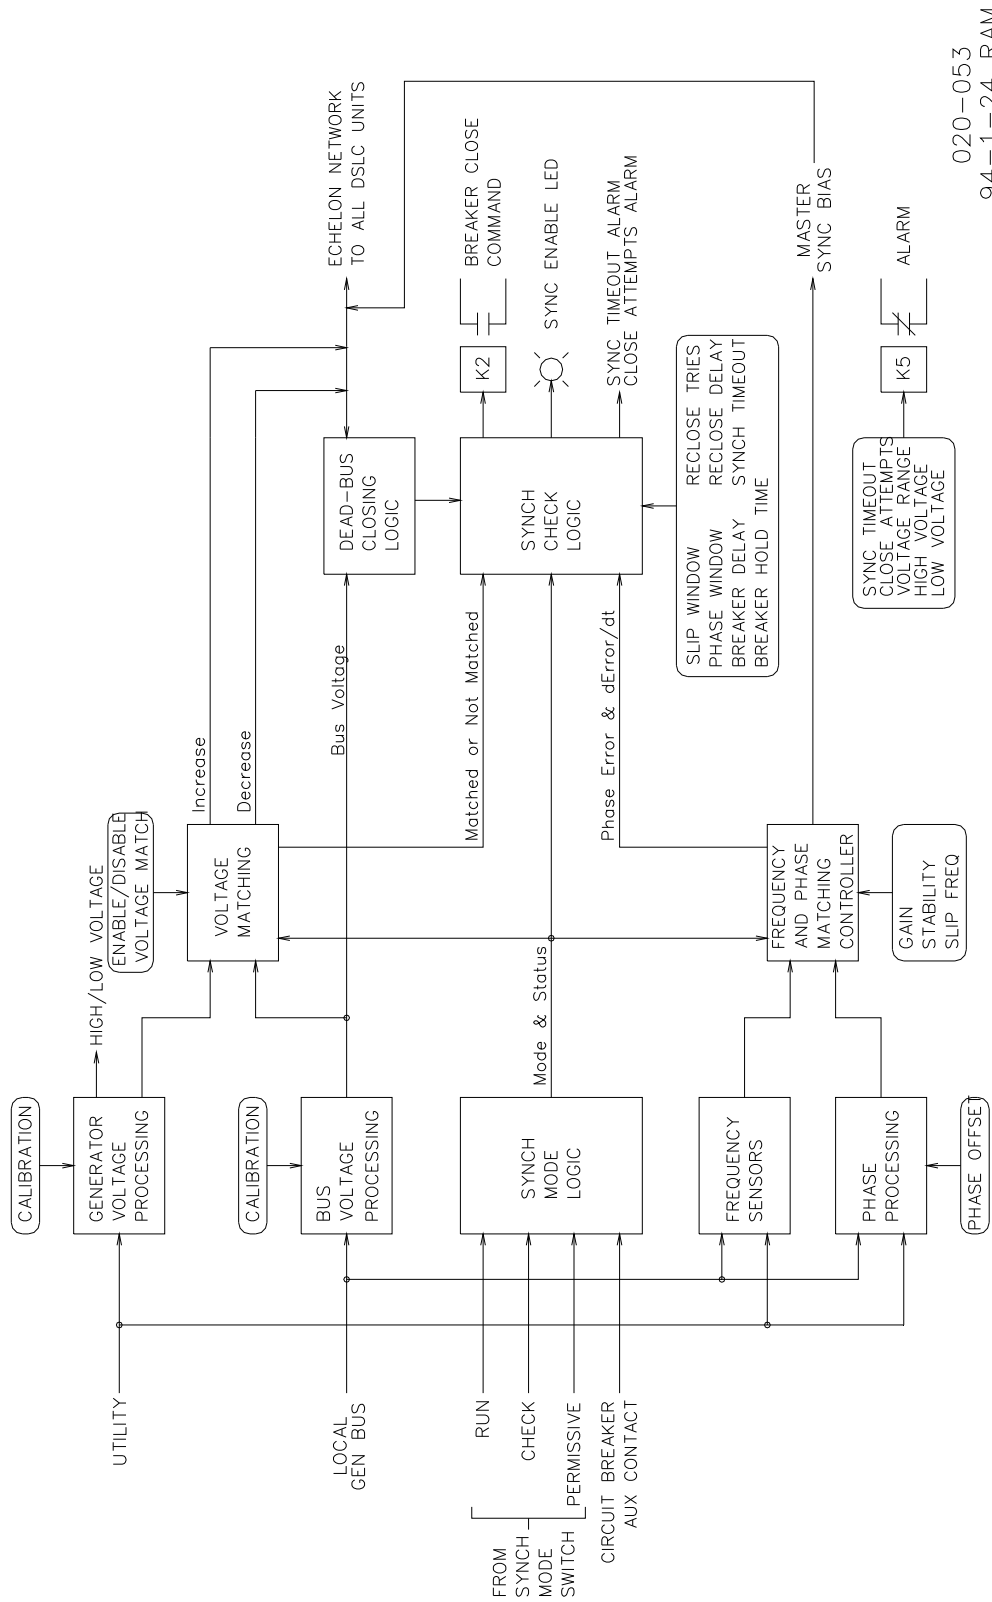 UTILITY
LOCAL
GEN BUS
FROM
SYNCH
MODE
SWITCH
RUN
CHECK
PERMISSIVE
CIRCUIT BREAKER
AUX CONTACT
CALIBRATION
GENERATOR
VOLTAGE
PROCESSING
HIGH/LOW VOLTAGE
CALIBRATION
BUS
VOLTAGE
PROCESSING
SYNCH
MODE
LOGIC
FREQUENCY
SENSORS
PHASE
PROCESSING
PHASE OFFSET
ENABLE/DISABLE
VOLTAGE MATCH
VOLTAGE
MATCHING
Increase
Decrease
Bus Voltage
Matched or Not Matched
Mode & Status
Phase Error & dError/dt
FREQUENCY
AND PHASE
MATCHING
CONTROLLER
GAIN
STABILITY
SLIP FREQ
DEAD-BUS
CLOSING
LOGIC
SYNCH
CHECK
LOGIC
SLIP WINDOW RECLOSE TRIES
PHASE WINDOW RECLOSE DELAY
BREAKER DELAY SYNCH TIMEOUT
BREAKER HOLD TIME
SYNC TIMEOUT
CLOSE ATTEMPTS
VOLTAGE RANGE
HIGH VOLTAGE
LOW VOLTAGE
ECHELON NETWORK
TO ALL DSLC UNITS
K2
BREAKER CLOSE
COMMAND
SYNC ENABLE LED
SYNC TIMEOUT ALARM
CLOSE ATTEMPTS ALARM
MASTER
SYNC BIAS
K5
ALARM
020-053
94-1-24 RAM